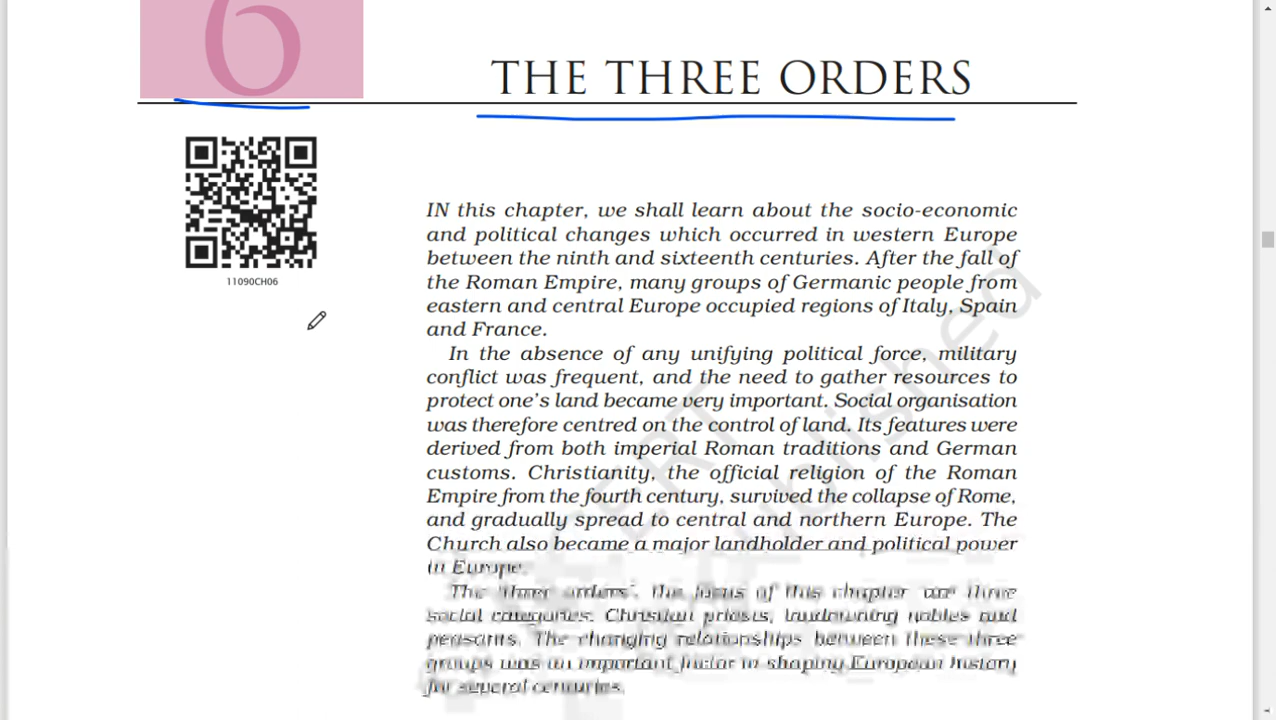 6
THE THREE ORDERS
11090CH06
IN this chapter, we shall learn about the socio-economic
and political changes which occurred in western Europe
between the ninth and sixteenth centuries. After the fall of
the Roman Empire, many groups of Germanic people from
eastern and central Europe occupied regions of Italy, Spain
and France.
In the absence of any unifying political force, military
conflict was frequent, and the need to gather resources to
protect one's land became very important. Social organisation
was therefore centred on the control of land. Its features were
derived from both imperial Roman traditions and German
customs. Christianity, the official religion of the Roman
Empire from the fourth century, survived the collapse of Rome,
and gradually spread to central and northern Europe. The
Church also became a major landholder and political power
in Europe.
The 'three orders', the focus of this chapter are three
social categories: Christian priests, landowning nobles and
peasants. The changing relationships between these three
groups was an important factor in shaping European history
for several centuries.